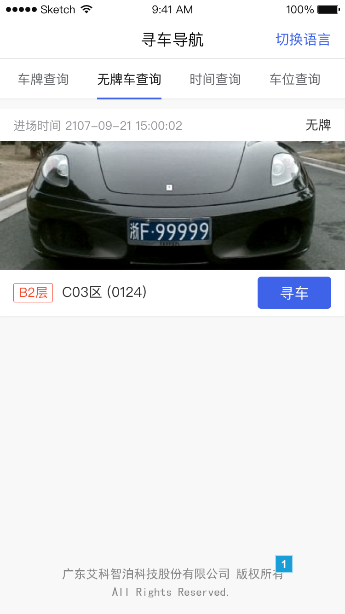 Sketch 9:41 AM 100%
寻车导航 切换语言
车牌查询 无牌车查询 时间查询 车位查询
进场时间 2107-09-21 15:00:02 无牌
浙F·99999
B2层 C03区 (0124) 寻车
1
广东艾科智泊科技股份有限公司 版权所有
All Rights Reserved.